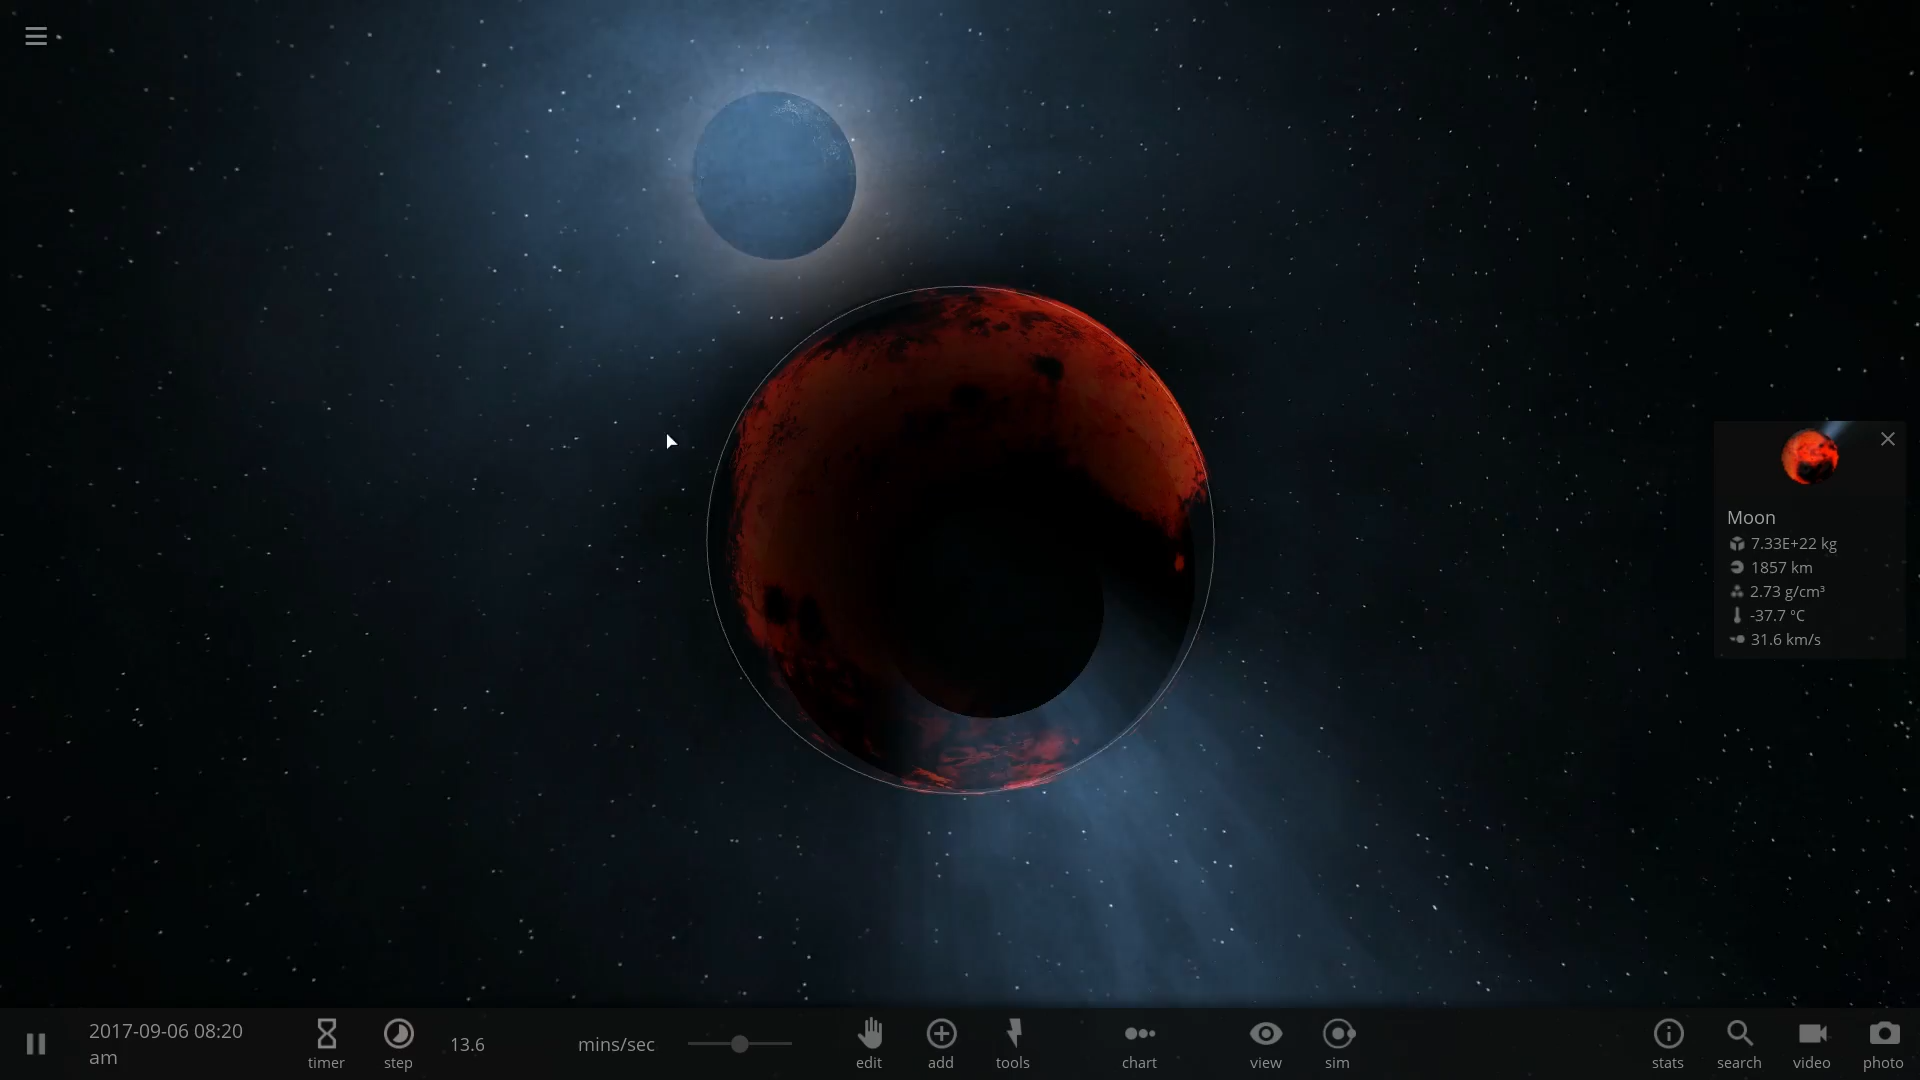 Moon
7.33E+22 kg
1857 km
2.73 g/cm³
-37.7 °C
31.6 km/s
2017-09-06 08:20
am
timer
step
13.6
mins/sec
edit
add
tools
chart
view
sim
stats
search
video
photo